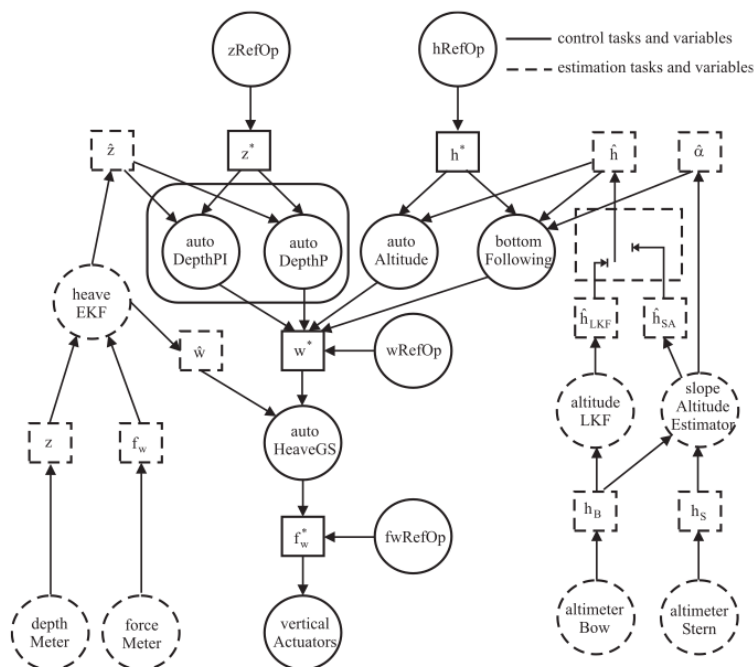 zRefOp
hRefOp
control tasks and variables
estimation tasks and variables
ẑ
z*
h*
ĥ
α̂
auto
DepthPI
auto
DepthP
auto
Altitude
bottom
Following
heave
EKF
ŵ
w*
wRefOp
ĥLKF
ĥSA
z
fw
auto
HeaveGS
altitude
LKF
slope
Altitude
Estimator
fw*
fwRefOp
hB
hS
depth
Meter
force
Meter
vertical
Actuators
altimeter
Bow
altimeter
Stern